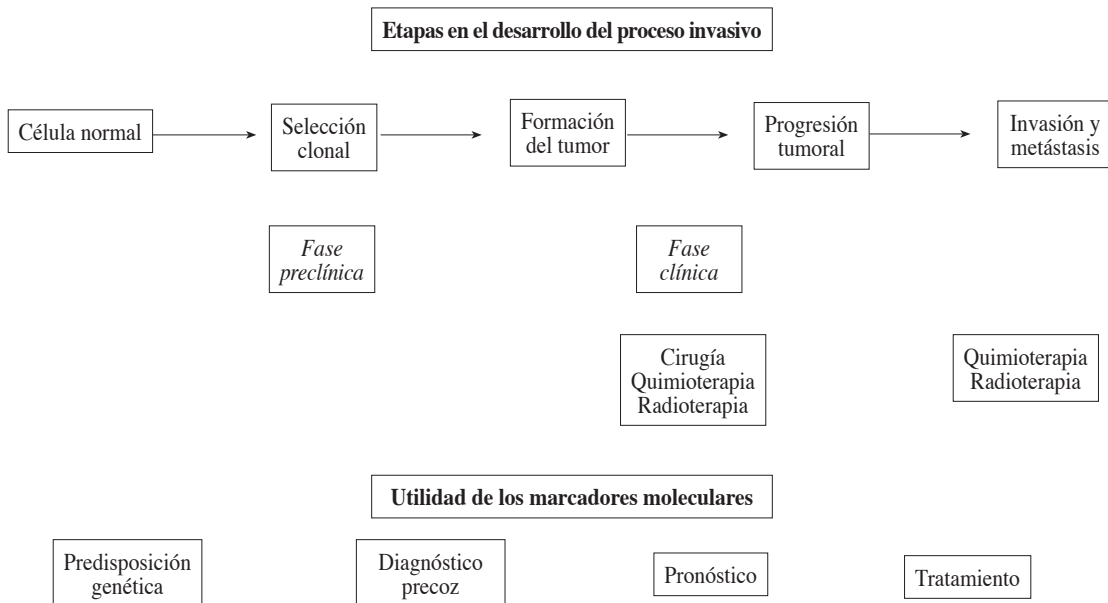 Etapas en el desarrollo del proceso invasivo
Célula normal
Selección
clonal
Formación
del tumor
Progresión
tumoral
Invasión y
metástasis
Fase
preclínica
Fase
clínica
Cirugía
Quimioterapia
Radioterapia
Quimioterapia
Radioterapia
Utilidad de los marcadores moleculares
Predisposición
genética
Diagnóstico
precoz
Pronóstico
Tratamiento